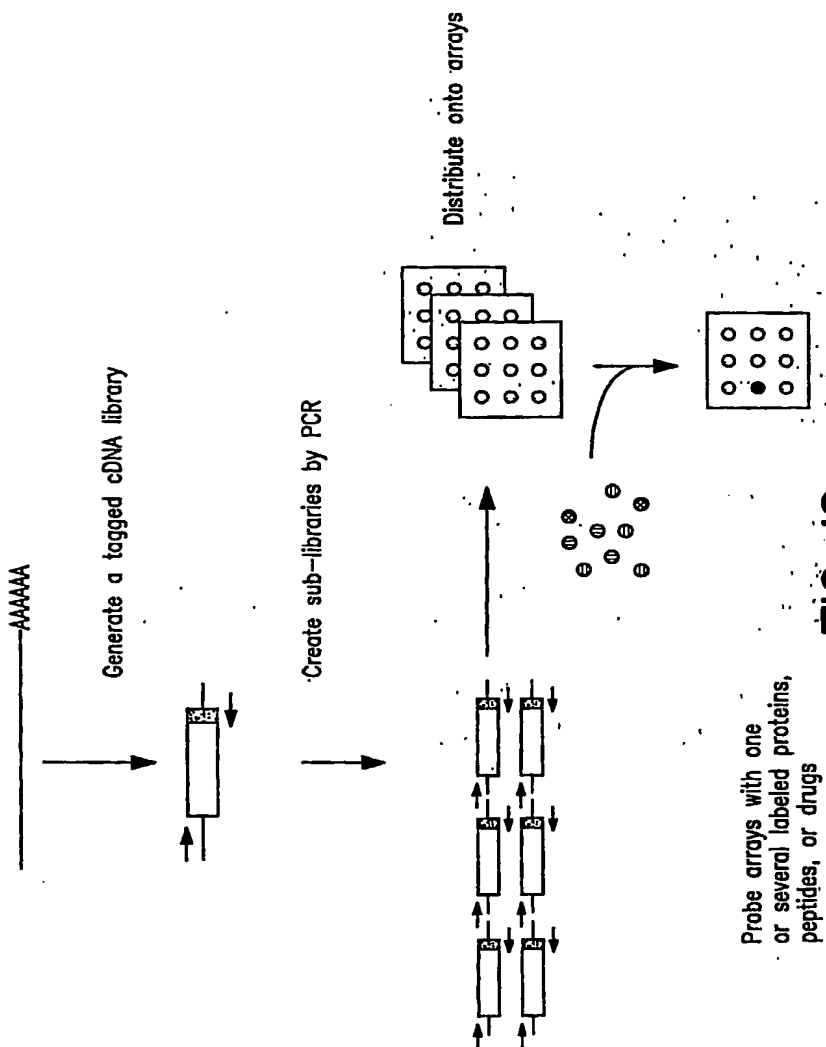 AAAAAA
Generate a tagged cDNA library
Create sub-libraries by PCR
Distribute onto arrays
Probe arrays with one
or several labeled proteins,
peptides, or drugs